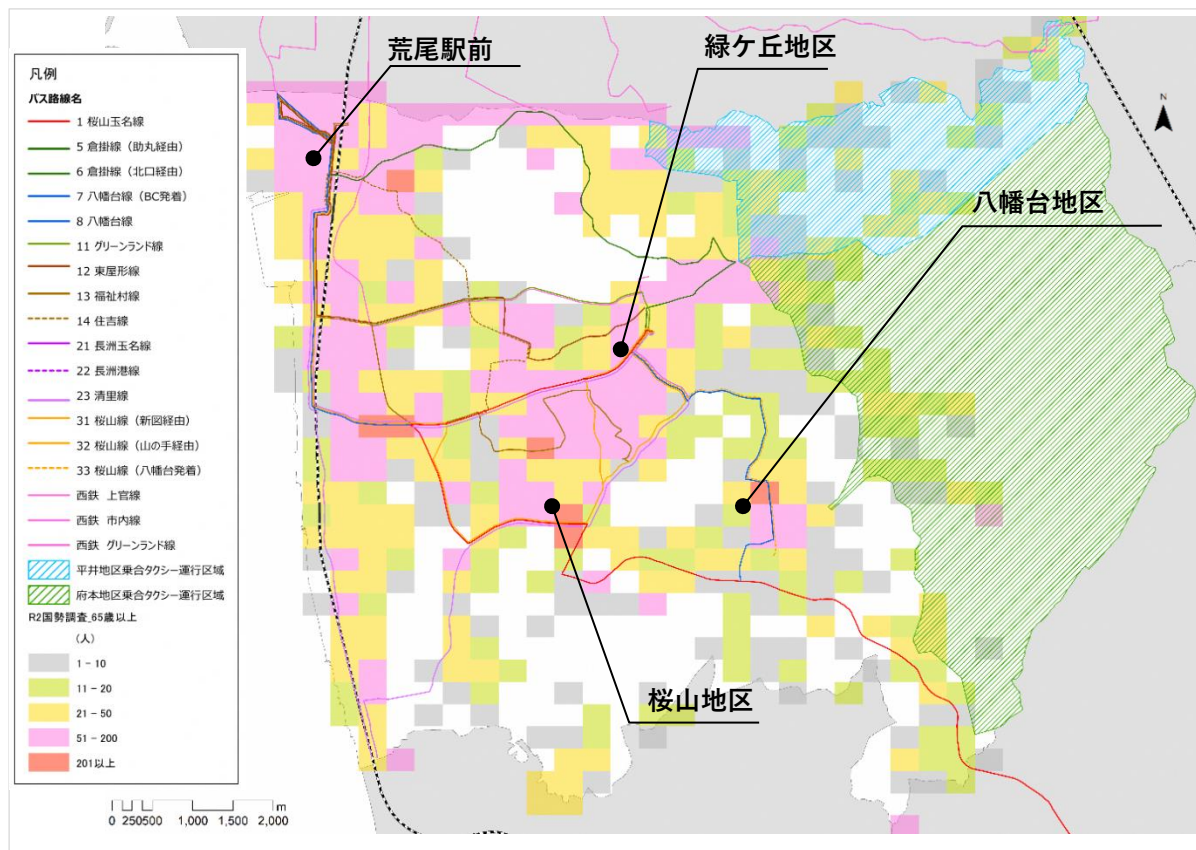 荒尾駅前
緑ケ丘地区
八幡台地区
桜山地区
N
凡例
バス路線名
1 桜山玉名線
5 倉掛線（助丸経由）
6 倉掛線（北口経由）
7 八幡台線（BC発着）
8 八幡台線
11 グリーンランド線
12 東屋形線
13 福祉村線
14 住吉線
21 長洲玉名線
22 長洲港線
23 清里線
31 桜山線（新図経由）
32 桜山線（山の手経由）
33 桜山線（八幡台発着）
西鉄 上官線
西鉄 市内線
西鉄 グリーンランド線
平井地区乗合タクシー運行区域
府本地区乗合タクシー運行区域
R2国勢調査_65歳以上
（人）
1 - 10
11 - 20
21 - 50
51 - 200
201以上
0 250500 1,000 1,500 2,000 m